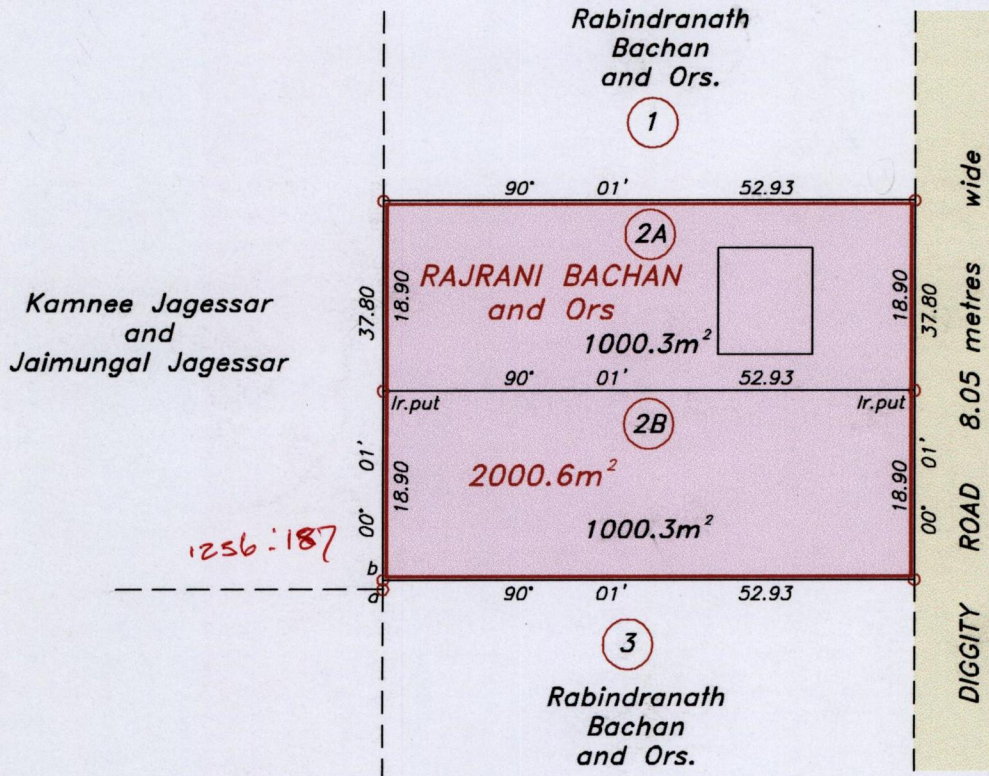 Rabindranath
Bachan
and Ors.
1
90° 01' 52.93
2A
RAJRANI BACHAN
and Ors
1000.3m²
18.90
37.80
18.90
37.80
Kamnee Jagessar
and
Jaimungal Jagessar
90° 01' 52.93
Ir.put
Ir.put
2B
2000.6m²
1000.3m²
00° 01'
18.90
18.90
00° 01'
1256:187
b
a
90° 01' 52.93
3
Rabindranath
Bachan
and Ors.
DIGGITY ROAD 8.05 metres wide